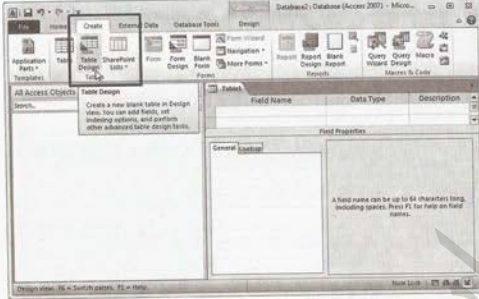 Database2 : Database (Access 2007) - Micro...
File Home Create External Data Database Tools Design
Application Parts
Table
Table Design
SharePoint Lists
Form
Form Design
Blank Form
Form Wizard
Navigation
More Forms
Report
Report Design
Blank Report
Query Wizard
Query Design
Macro
Templates
Forms
Reports
Macros & Code
All Access Objects
Search..
Table Design
Create a new blank table in Design
view. You can add fields, set
indexing options, and perform
other advanced table design tasks.
Table1
Field Name Data Type Description
Field Properties
General Lookup
A field name can be up to 64 characters long,
including spaces. Press F1 for help on field
names.
Design view. F6 = Switch panes. F1 = Help.
Num Lock